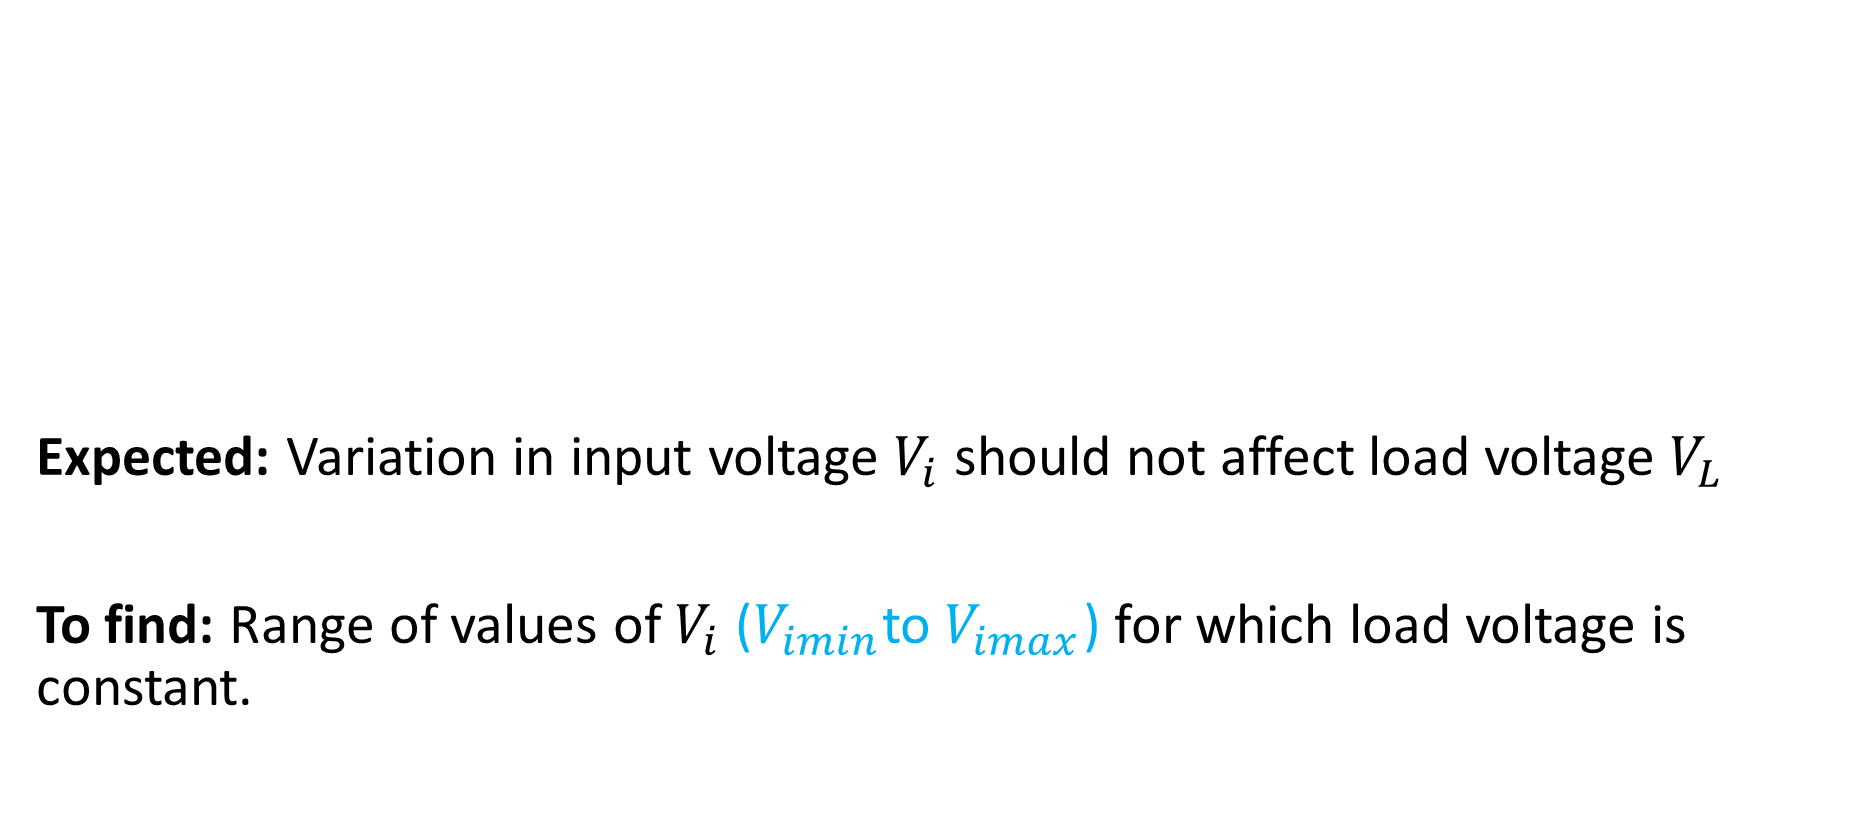 Expected: Variation in input voltage V_i should not affect load voltage V_L
To find: Range of values of V_i (V_imin to V_imax) for which load voltage is
constant.